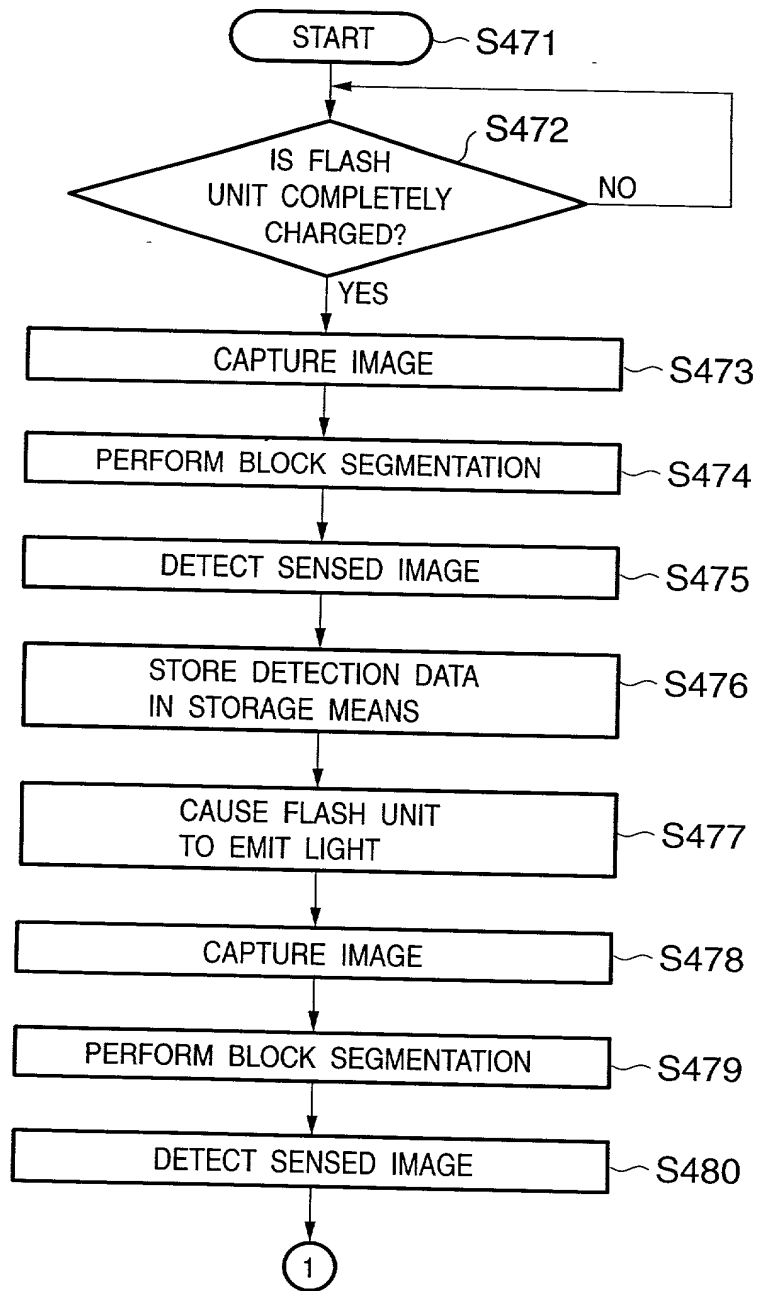 START
S471
S472
IS FLASH
UNIT COMPLETELY
CHARGED?
NO
YES
CAPTURE IMAGE
S473
PERFORM BLOCK SEGMENTATION
S474
DETECT SENSED IMAGE
S475
STORE DETECTION DATA
IN STORAGE MEANS
S476
CAUSE FLASH UNIT
TO EMIT LIGHT
S477
CAPTURE IMAGE
S478
PERFORM BLOCK SEGMENTATION
S479
DETECT SENSED IMAGE
S480
1